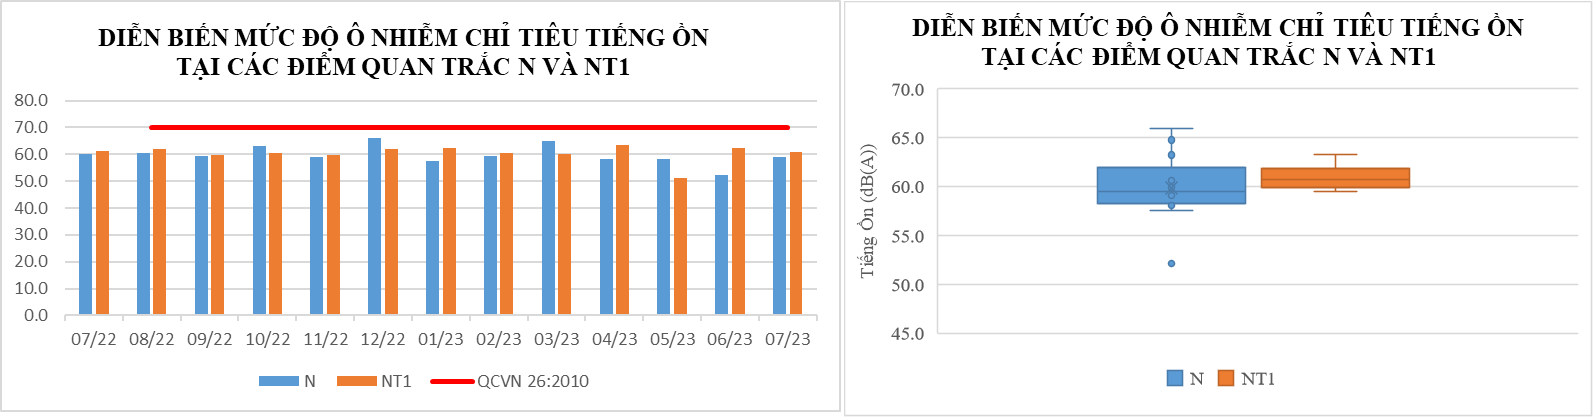 DIỄN BIẾN MỨC ĐỘ Ô NHIỄM CHỈ TIÊU TIẾNG ỒN
TẠI CÁC ĐIỂM QUAN TRẮC N VÀ NT1
80.0
70.0
60.0
50.0
40.0
30.0
20.0
10.0
0.0
07/22 08/22 09/22 10/22 11/22 12/22 01/23 02/23 03/23 04/23 05/23 06/23 07/23
N NT1 QCVN 26:2010
DIỄN BIẾN MỨC ĐỘ Ô NHIỄM CHỈ TIÊU TIẾNG ỒN
TẠI CÁC ĐIỂM QUAN TRẮC N VÀ NT1
Tiếng Ồn (dB(A))
70.0
65.0
60.0
55.0
50.0
45.0
N NT1